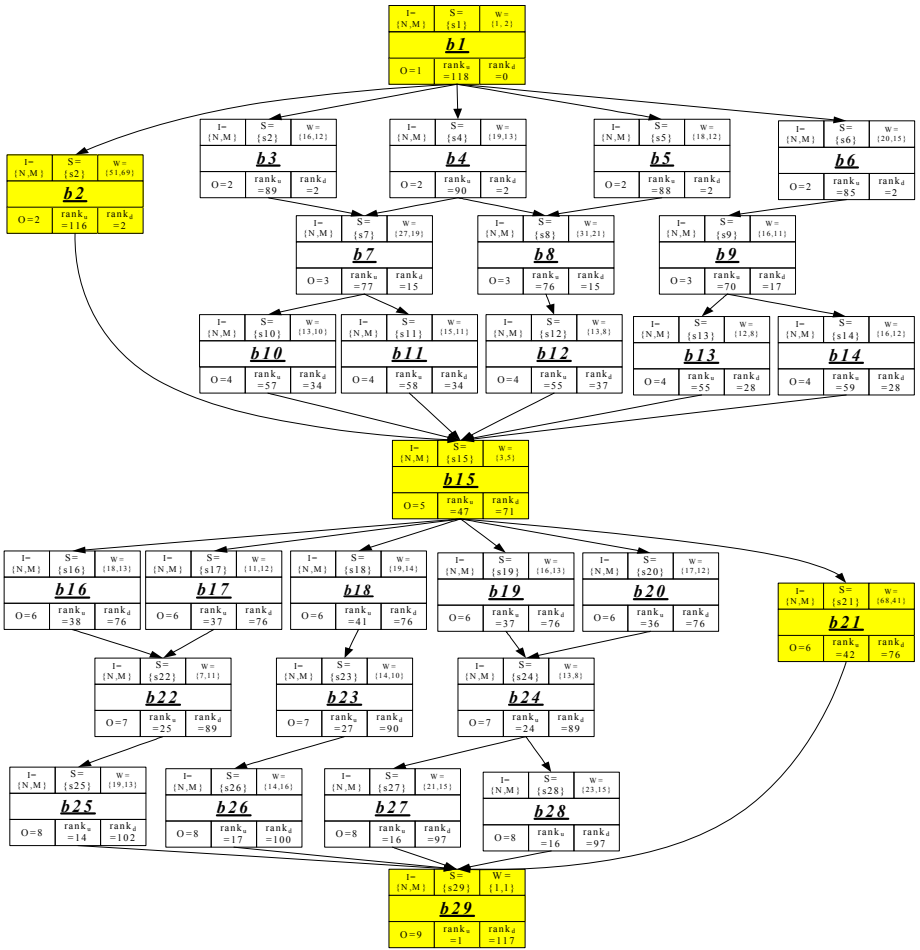 I= {N,M} S= {s1} W= {1, 2}
b1
O=1 rank_u =118 rank_d =0
I= {N,M} S= {s2} W= {51,69}
b2
O=2 rank_u =116 rank_d =2
I= {N,M} S= {s2} W= {16,12}
b3
O=2 rank_u =89 rank_d =2
I= {N,M} S= {s4} W= {19,13}
b4
O=2 rank_u =90 rank_d =2
I= {N,M} S= {s5} W= {18,12}
b5
O=2 rank_u =88 rank_d =2
I= {N,M} S= {s6} W= {20,15}
b6
O=2 rank_u =85 rank_d =2
I= {N,M} S= {s7} W= {27,19}
b7
O=3 rank_u =77 rank_d =15
I= {N,M} S= {s8} W= {31,21}
b8
O=3 rank_u =76 rank_d =15
I= {N,M} S= {s9} W= {16,11}
b9
O=3 rank_u =70 rank_d =17
I= {N,M} S= {s10} W= {13,10}
b10
O=4 rank_u =57 rank_d =34
I= {N,M} S= {s11} W= {15,11}
b11
O=4 rank_u =58 rank_d =34
I= {N,M} S= {s12} W= {13,8}
b12
O=4 rank_u =55 rank_d =37
I= {N,M} S= {s13} W= {12,8}
b13
O=4 rank_u =55 rank_d =28
I= {N,M} S= {s14} W= {16,12}
b14
O=4 rank_u =59 rank_d =28
I= {N,M} S= {s15} W= {3,5}
b15
O=5 rank_u =47 rank_d =71
I= {N,M} S= {s16} W= {18,13}
b16
O=6 rank_u =38 rank_d =76
I= {N,M} S= {s17} W= {11,12}
b17
O=6 rank_u =37 rank_d =76
I= {N,M} S= {s18} W= {19,14}
b18
O=6 rank_u =41 rank_d =76
I= {N,M} S= {s19} W= {16,13}
b19
O=6 rank_u =37 rank_d =76
I= {N,M} S= {s20} W= {17,12}
b20
O=6 rank_u =36 rank_d =76
I= {N,M} S= {s21} W= {68,41}
b21
O=6 rank_u =42 rank_d =76
I= {N,M} S= {s22} W= {7,11}
b22
O=7 rank_u =25 rank_d =89
I= {N,M} S= {s23} W= {14,10}
b23
O=7 rank_u =27 rank_d =90
I= {N,M} S= {s24} W= {13,8}
b24
O=7 rank_u =24 rank_d =89
I= {N,M} S= {s25} W= {19,13}
b25
O=8 rank_u =14 rank_d =102
I= {N,M} S= {s26} W= {14,16}
b26
O=8 rank_u =17 rank_d =100
I= {N,M} S= {s27} W= {21,15}
b27
O=8 rank_u =16 rank_d =97
I= {N,M} S= {s28} W= {23,15}
b28
O=8 rank_u =16 rank_d =97
I= {N,M} S= {s29} W= {1,1}
b29
O=9 rank_u =1 rank_d =117